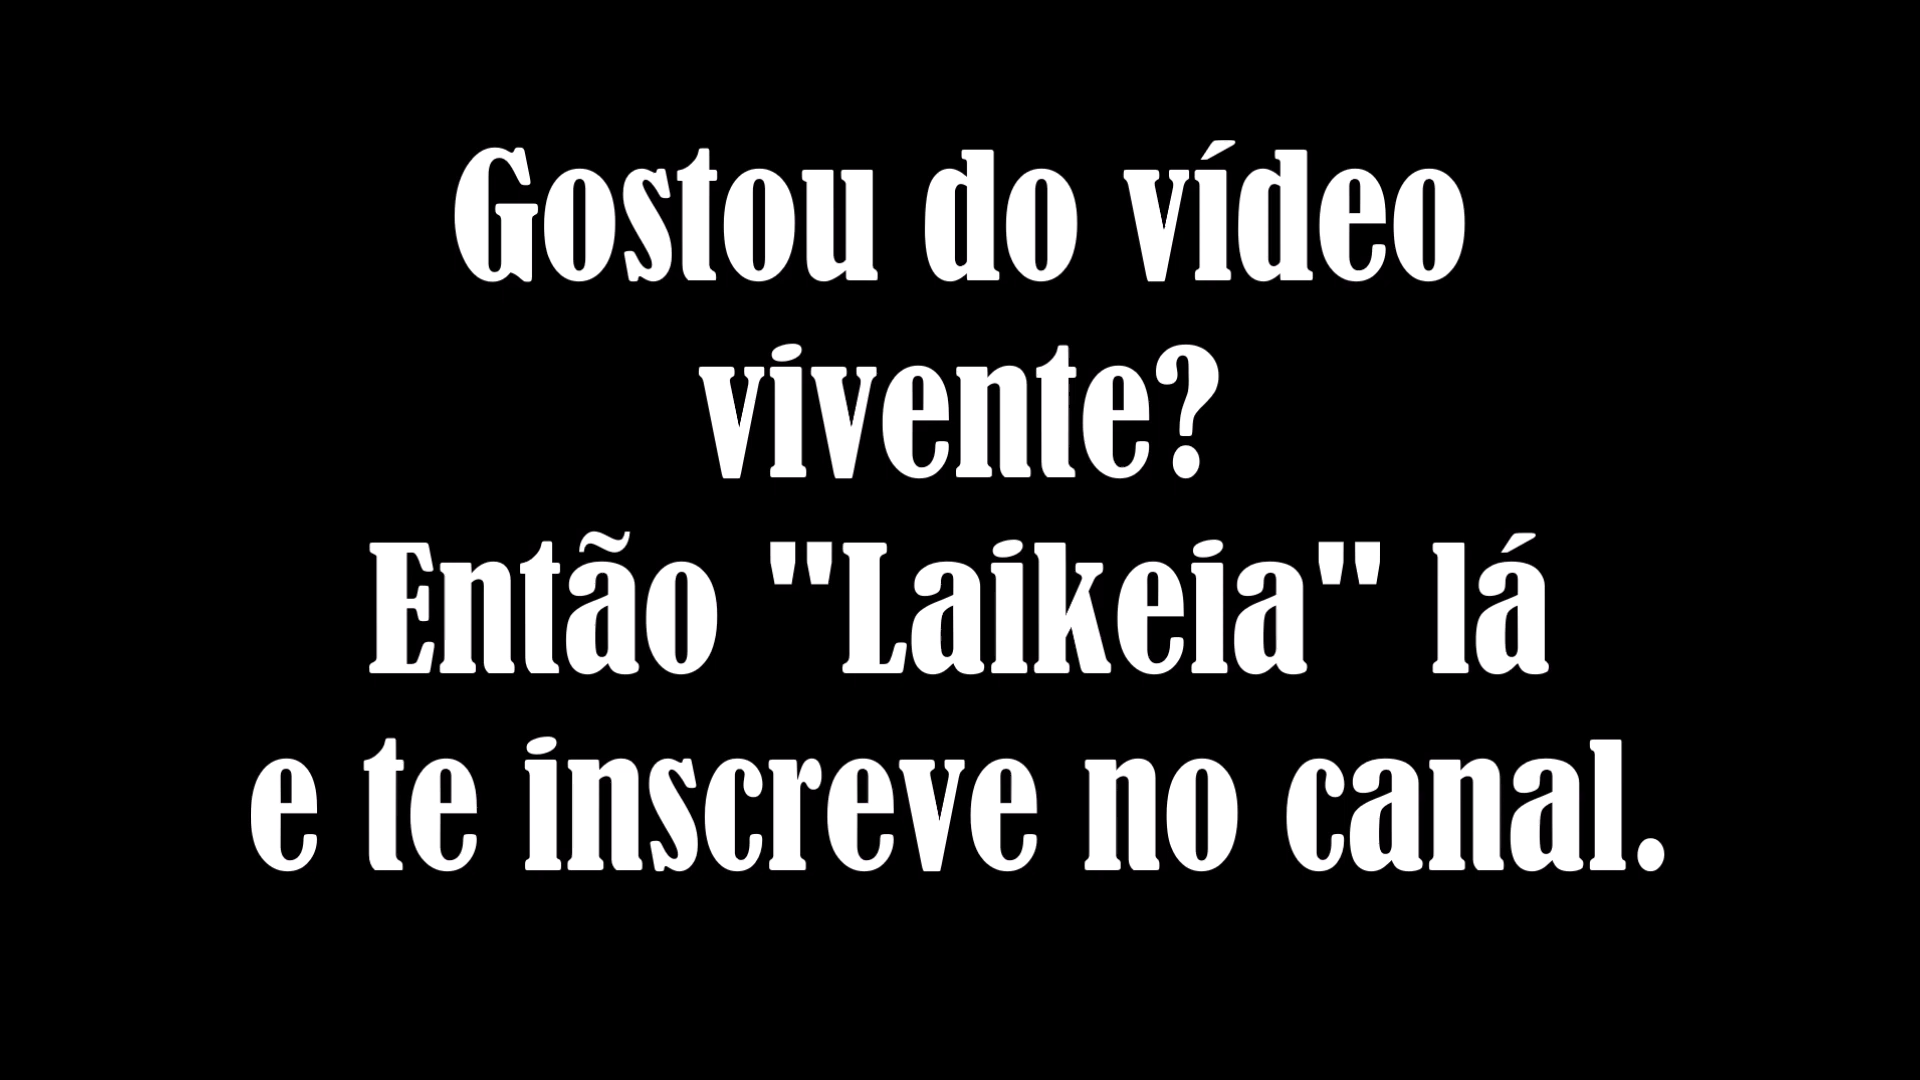 Gostou do vídeo
vivente?
Então "Laikeia" lá
e te inscreve no canal.